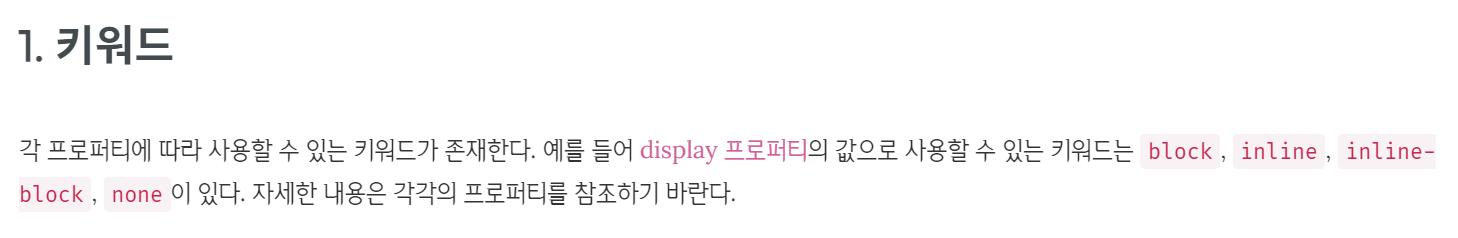 1. 키워드
각 프로퍼티에 따라 사용할 수 있는 키워드가 존재한다. 예를 들어 display 프로퍼티의 값으로 사용할 수 있는 키워드는 block, inline, inline-
block, none이 있다. 자세한 내용은 각각의 프로퍼티를 참조하기 바란다.